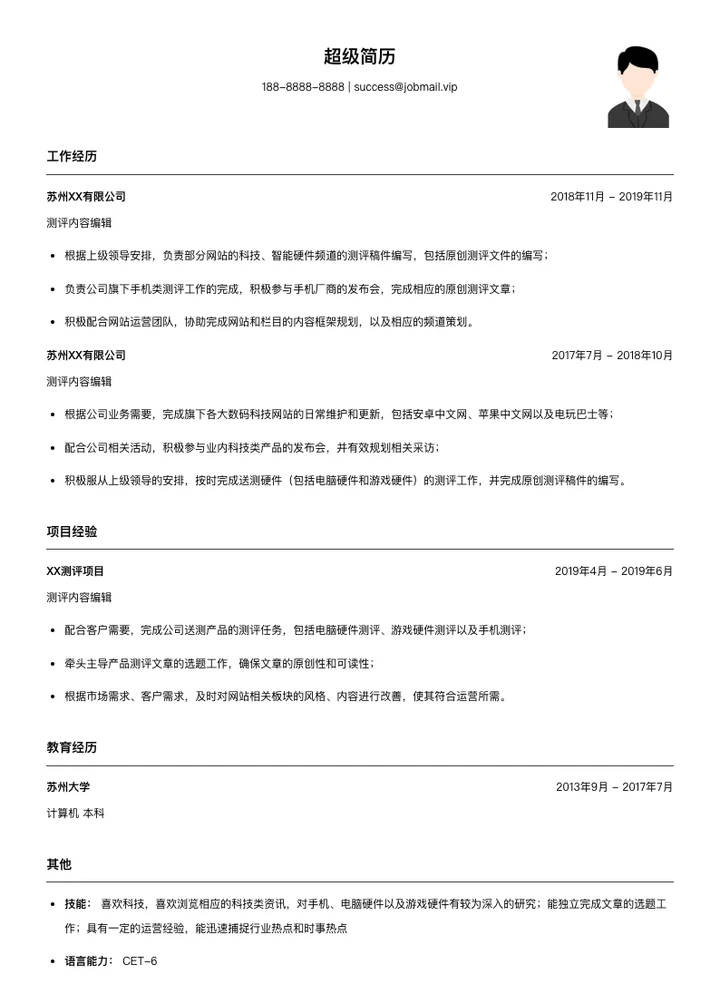 超级简历
188-8888-8888 | success@jobmail.vip
工作经历
苏州XX有限公司 2018年11月 – 2019年11月
测评内容编辑
• 根据上级领导安排，负责部分网站的科技、智能硬件频道的测评稿件编写，包括原创测评文件的编写；
• 负责公司旗下手机类测评工作的完成，积极参与手机厂商的发布会，完成相应的原创测评文章；
• 积极配合网站运营团队，协助完成网站和栏目的内容框架规划，以及相应的频道策划。
苏州XX有限公司 2017年7月 – 2018年10月
测评内容编辑
• 根据公司业务需要，完成旗下各大数码科技网站的日常维护和更新，包括安卓中文网、苹果中文网以及电玩巴士等；
• 配合公司相关活动，积极参与业内科技类产品的发布会，并有效规划相关采访；
• 积极服从上级领导的安排，按时完成送测硬件（包括电脑硬件和游戏硬件）的测评工作，并完成原创测评稿件的编写。
项目经验
XX测评项目 2019年4月 – 2019年6月
测评内容编辑
• 配合客户需要，完成公司送测产品的测评任务，包括电脑硬件测评、游戏硬件测评以及手机测评；
• 牵头主导产品测评文章的选题工作，确保文章的原创性和可读性；
• 根据市场需求、客户需求，及时对网站相关板块的风格、内容进行改善，使其符合运营所需。
教育经历
苏州大学 2013年9月 – 2017年7月
计算机 本科
其他
• 技能： 喜欢科技，喜欢浏览相应的科技类资讯，对手机、电脑硬件以及游戏硬件有较为深入的研究；能独立完成文章的选题工
作；具有一定的运营经验，能迅速捕捉行业热点和时事热点
• 语言能力： CET-6